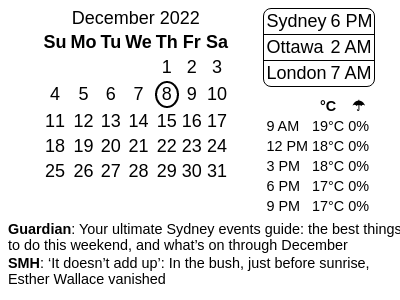 December 2022
Su Mo Tu We Th Fr Sa
1 2 3
4 5 6 7 8 9 10
11 12 13 14 15 16 17
18 19 20 21 22 23 24
25 26 27 28 29 30 31
Sydney 6 PM
Ottawa 2 AM
London 7 AM
°C ☂
9 AM 19°C 0%
12 PM 18°C 0%
3 PM 18°C 0%
6 PM 17°C 0%
9 PM 17°C 0%
Guardian: Your ultimate Sydney events guide: the best things
to do this weekend, and what's on through December
SMH: ‘It doesn’t add up’: In the bush, just before sunrise,
Esther Wallace vanished